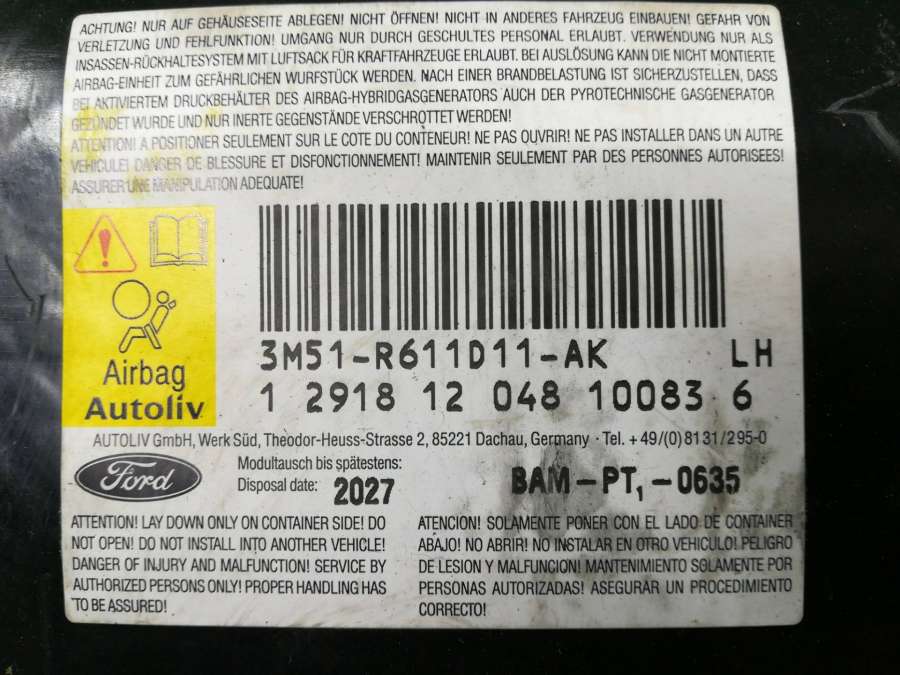 ACHTUNG! NUR AUF GEHÄUSESEITE ABLEGEN! NICHT ÖFFNEN! NICHT IN ANDERE FAHRZEUG EINBAUEN! GEFAHR VON
VERLETZUNG UND FEHLFUNKTION! UMGANG NUR DURCH GESCHULTES PERSONAL ERLAUBT. VERWENDUNG NUR ALS
INSASSEN-RÜCKHALTESYSTEM MIT LUFTSACK FÜR KRAFTFAHRZEUGE ERLAUBT. BEI AUSLÖSUNG KANN DIE NICHT MONTIERTE
AIRBAG-EINHEIT ZUM GEFÄHRLICHEN WURFSTÜCK WERDEN. NACH EINER BRANDBELASTUNG IST SICHERZUSTELLEN, DASS
BEI AKTIVIERTEM DRUCKBEHÄLTER DES AIRBAG-HYBRIDGASGENERATORS AUCH DER PYROTECHNISCHE GASGENERATOR
GEZÜNDET WURDE UND NUR INERTE GEGENSTÄNDE VERSCHROTTET WERDEN!
ATTENTION! A POSITIONER SEULEMENT SUR LE COTE DU CONTENEUR! NE PAS OUVRIR! NE PAS INSTALLER DANS UN AUTRE
VEHICULE! DANGER DE BLESSURE ET DISFONCTIONNEMENT! MAINTENIR SEULEMENT PAR DES PERSONNES AUTORISEES!
ASSURER UNE MANIPULATION ADEQUATE!
3M51-R611D11-AK LH
1 2918 12 048 10083 6
Airbag
Autoliv
AUTOLIV GmbH, Werk Süd, Theodor-Heuss-Strasse 2, 85221 Dachau, Germany · Tel. +49/(0)8131/295-0
Ford
Modultausch bis spätestens:
Disposal date: 2027
BAM-PT₁-0635
ATTENTION! LAY DOWN ONLY ON CONTAINER SIDE! DO
NOT OPEN! DO NOT INSTALL INTO ANOTHER VEHICLE!
DANGER OF INJURY AND MALFUNCTION! SERVICE BY
AUTHORIZED PERSONS ONLY! PROPER HANDLING HAS
TO BE ASSURED!
ATENCION! SOLAMENTE PONER CON EL LADO DE CONTAINER
ABAJO! NO ABRIR! NO INSTALAR EN OTRO VEHICULO! PELIGRO
DE LESION Y MALFUNCION! MANTENIMIENTO SOLAMENTE POR
PERSONAS AUTORIZADAS! ASEGURAR UN PROCEDIMIENTO
CORRECTO!